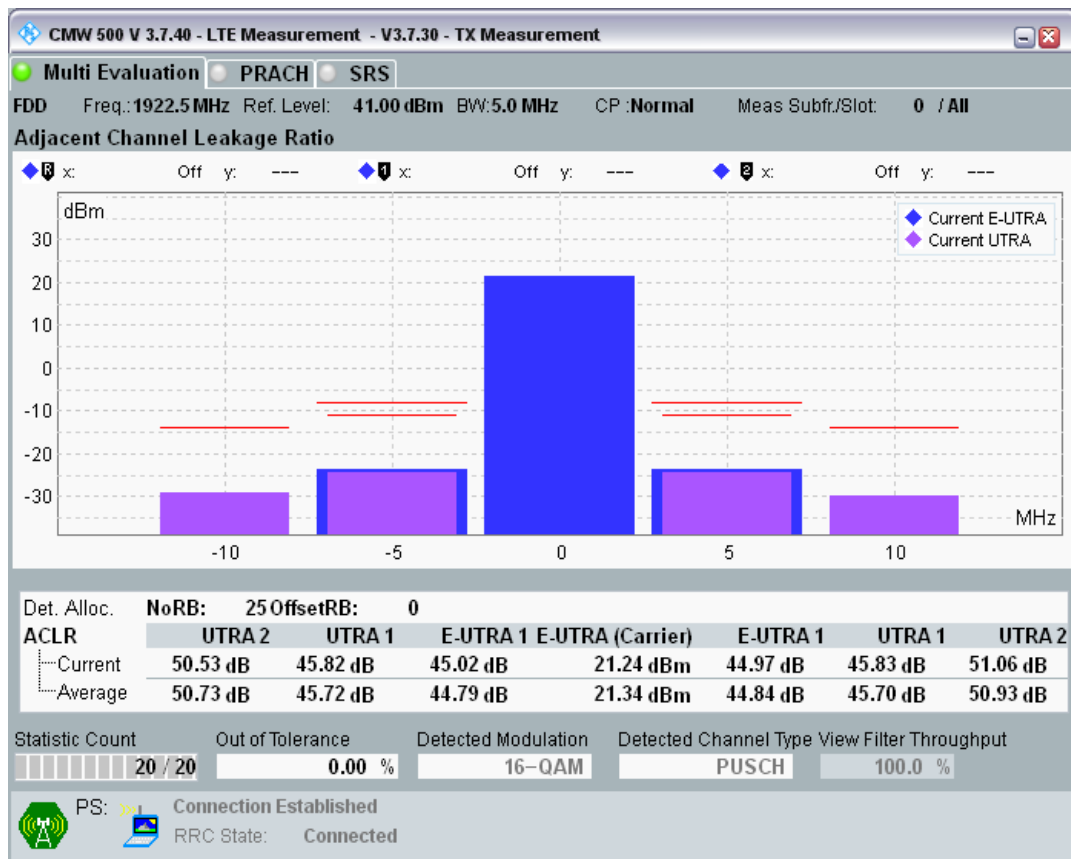 CMW 500 V 3.7.40 - LTE Measurement - V3.7.30 - TX Measurement
Multi Evaluation PRACH SRS
FDD Freq.:1922.5 MHz Ref. Level: 41.00 dBm BW:5.0 MHz CP :Normal Meas Subfr./Slot: 0 / All
Adjacent Channel Leakage Ratio
R x: Off y: --- 1 x: Off y: --- 2 x: Off y: ---
dBm
Current E-UTRA
Current UTRA
30
20
10
0
-10
-20
-30
MHz
-10 -5 0 5 10
Det. Alloc. NoRB: 25 OffsetRB: 0
ACLR UTRA 2 UTRA 1 E-UTRA 1 E-UTRA (Carrier) E-UTRA 1 UTRA 1 UTRA 2
Current 50.53 dB 45.82 dB 45.02 dB 21.24 dBm 44.97 dB 45.83 dB 51.06 dB
Average 50.73 dB 45.72 dB 44.79 dB 21.34 dBm 44.84 dB 45.70 dB 50.93 dB
Statistic Count Out of Tolerance Detected Modulation Detected Channel Type View Filter Throughput
20 / 20 0.00 % 16-QAM PUSCH 100.0 %
PS: Connection Established
RRC State: Connected